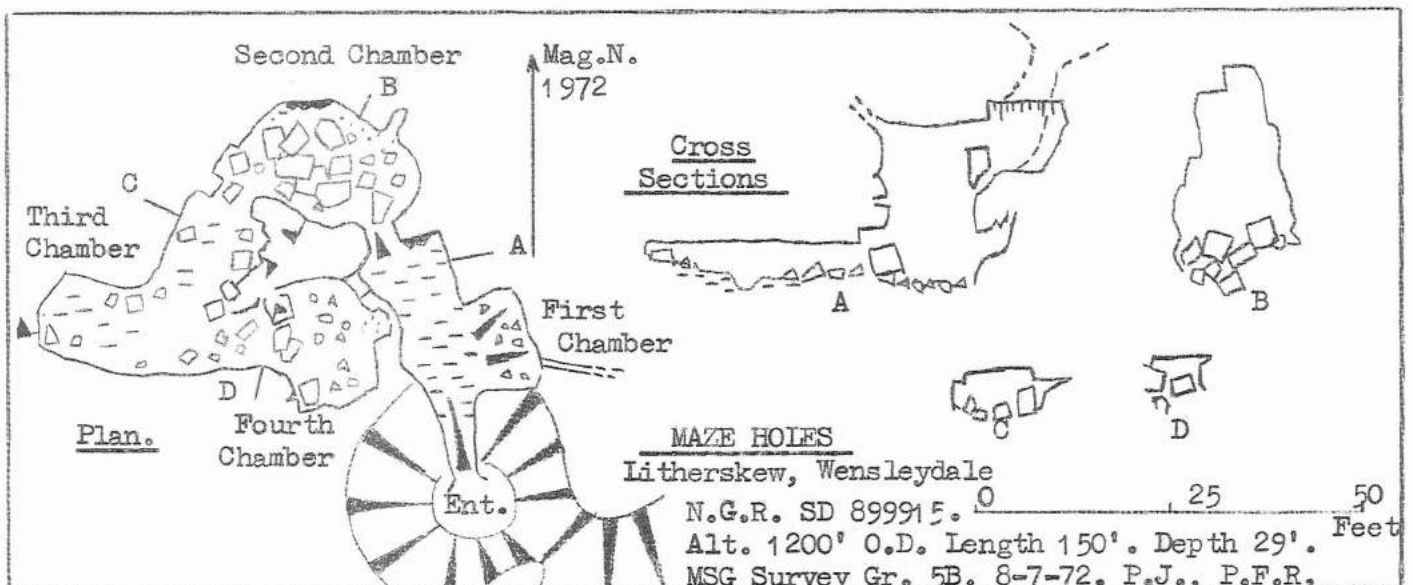 Second Chamber
B
Mag.N.
1972
C
Third
Chamber
A
First
Chamber
D
Fourth
Chamber
Plan.
Ent.
Cross
Sections
A
B
C
D
MAZE HOLES
Litherskew, Wensleydale
N.G.R. SD 899915.
0 25 50
Feet
Alt. 1200' O.D. Length 150'. Depth 29'.
MSG Survey Gr. 5B. 8-7-72. P.J., P.F.R.